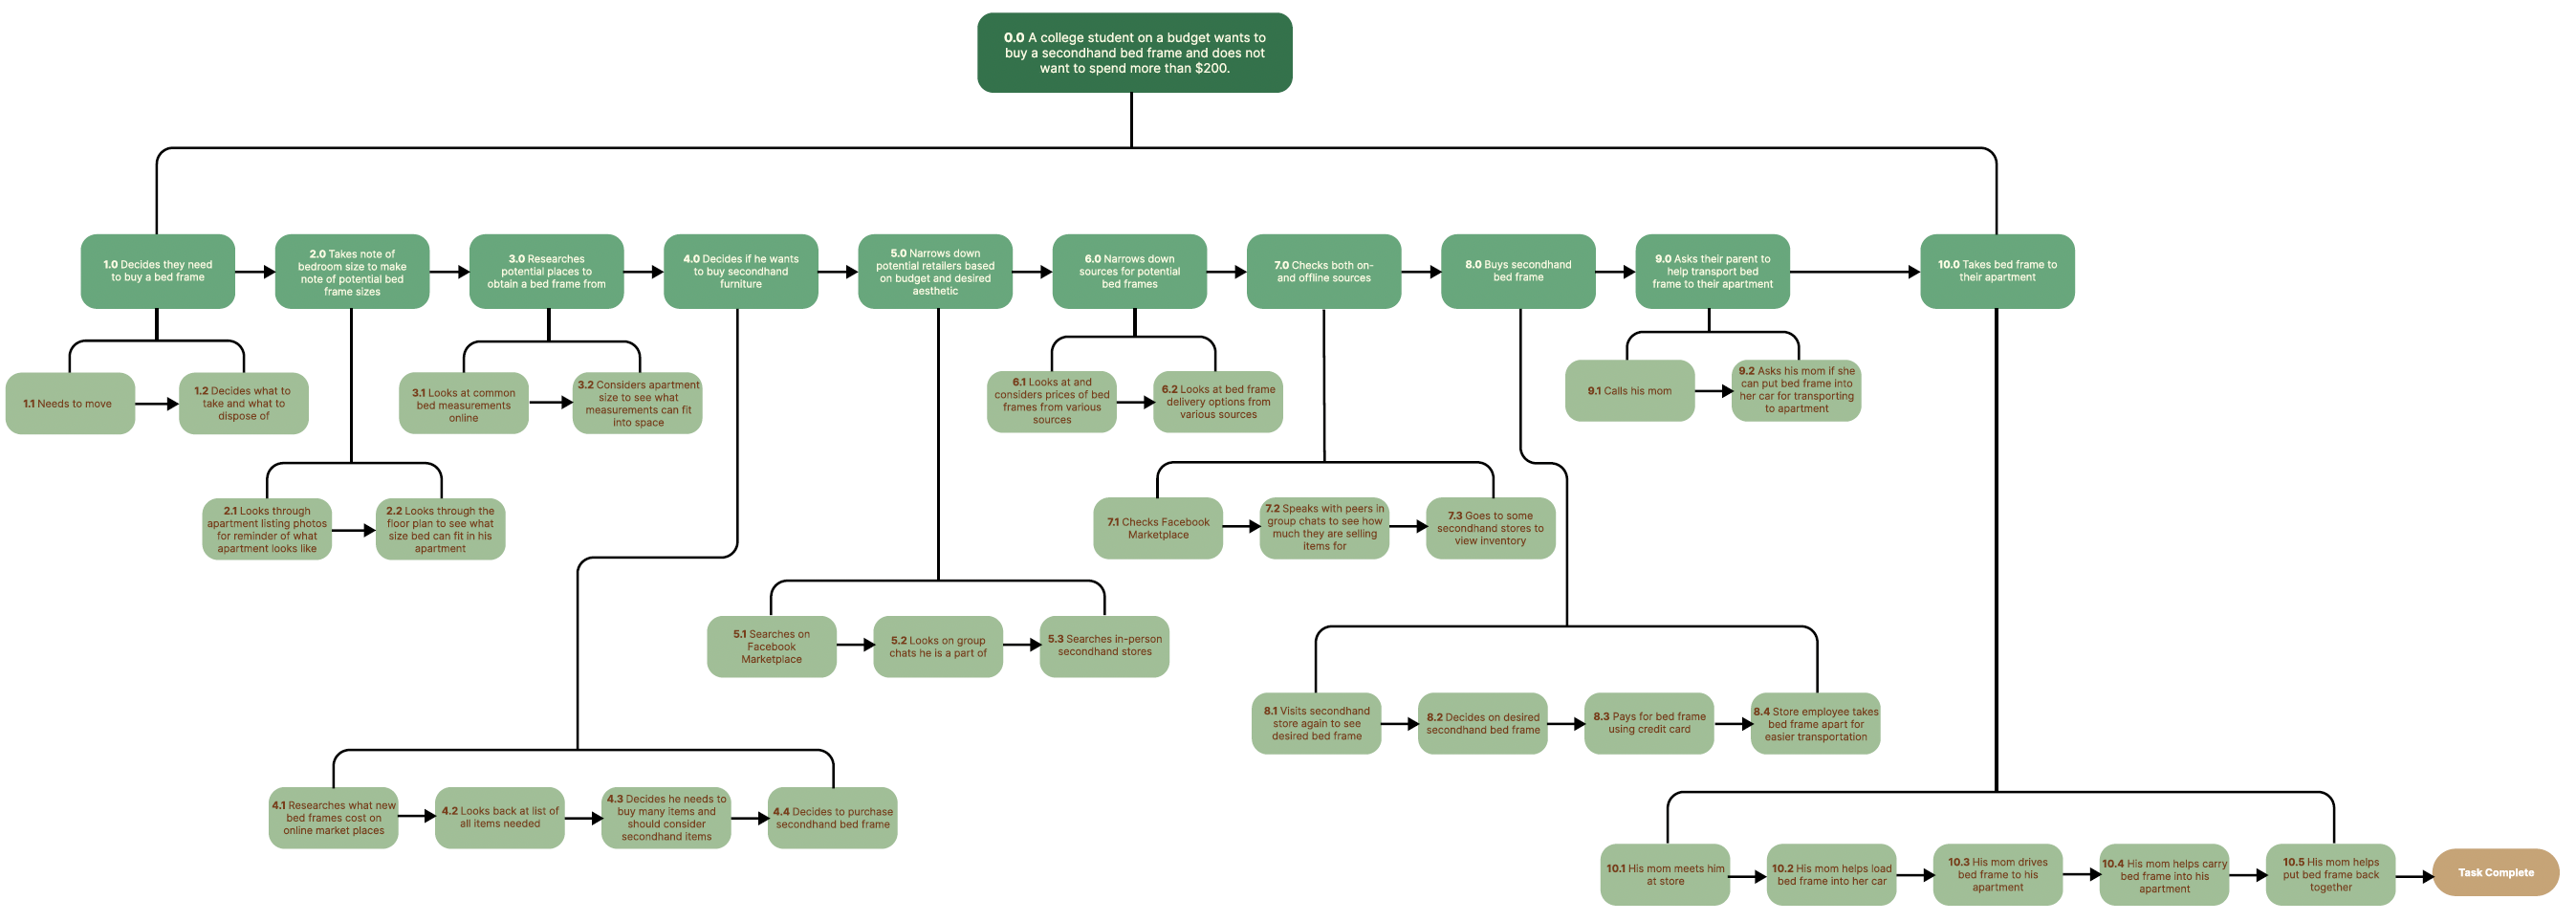 0.0 A college student on a budget wants to
buy a secondhand bed frame and does not
want to spend more than $200.
1.0 Decides they need
to buy a bed frame
2.0 Takes note of
bedroom size to make
note of potential bed
frame sizes
3.0 Researches
potential places to
obtain a bed frame from
4.0 Decides if he wants
to buy secondhand
furniture
5.0 Narrows down
potential retailers based
on budget and desired
aesthetic
6.0 Narrows down
sources for potential
bed frames
7.0 Checks both on-
and offline sources
8.0 Buys secondhand
bed frame
9.0 Asks their parent to
help transport bed
frame to their apartment
10.0 Takes bed frame to
their apartment
1.1 Needs to move
1.2 Decides what to
take and what to
dispose of
3.1 Looks at common
bed measurements
online
3.2 Considers apartment
size to see what
measurements can fit
into space
6.1 Looks at and
considers prices of bed
frames from various
sources
6.2 Looks at bed frame
delivery options from
various sources
9.1 Calls his mom
9.2 Asks his mom if she
can put bed frame into
her car for transporting
to apartment
2.1 Looks through
apartment listing photos
for reminder of what
apartment looks like
2.2 Looks through the
floor plan to see what
size bed can fit in his
apartment
7.1 Checks Facebook
Marketplace
7.2 Speaks with peers in
group chats to see how
much they are selling
items for
7.3 Goes to some
secondhand stores to
view inventory
5.1 Searches on
Facebook
Marketplace
5.2 Looks on group
chats he is a part of
5.3 Searches in-person
secondhand stores
8.1 Visits secondhand
store again to see
desired bed frame
8.2 Decides on desired
secondhand bed frame
8.3 Pays for bed frame
using credit card
8.4 Store employee takes
bed frame apart for
easier transportation
4.1 Researches what new
bed frames cost on
online market places
4.2 Looks back at list of
all items needed
4.3 Decides he needs to
buy many items and
should consider
secondhand items
4.4 Decides to purchase
secondhand bed frame
10.1 His mom meets him
at store
10.2 His mom helps load
bed frame into her car
10.3 His mom drives
bed frame to his
apartment
10.4 His mom helps carry
bed frame into his
apartment
10.5 His mom helps
put bed frame back
together
Task Complete